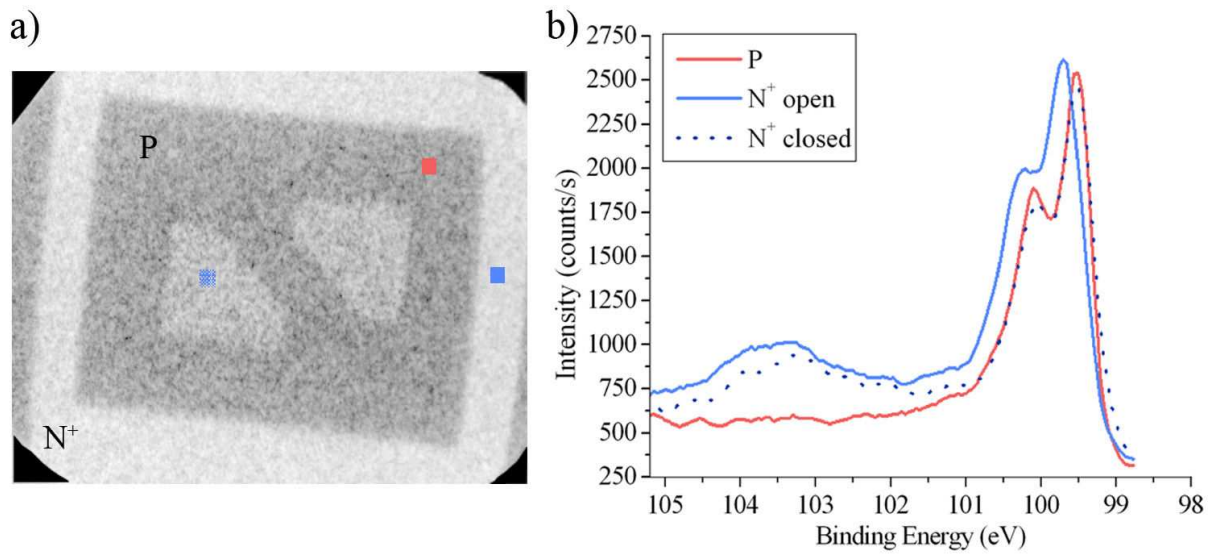 a)
P
N⁺
b)
P
N⁺ open
N⁺ closed
Intensity (counts/s)
2750
2500
2250
2000
1750
1500
1250
1000
750
500
250
105 104 103 102 101 100 99 98
Binding Energy (eV)